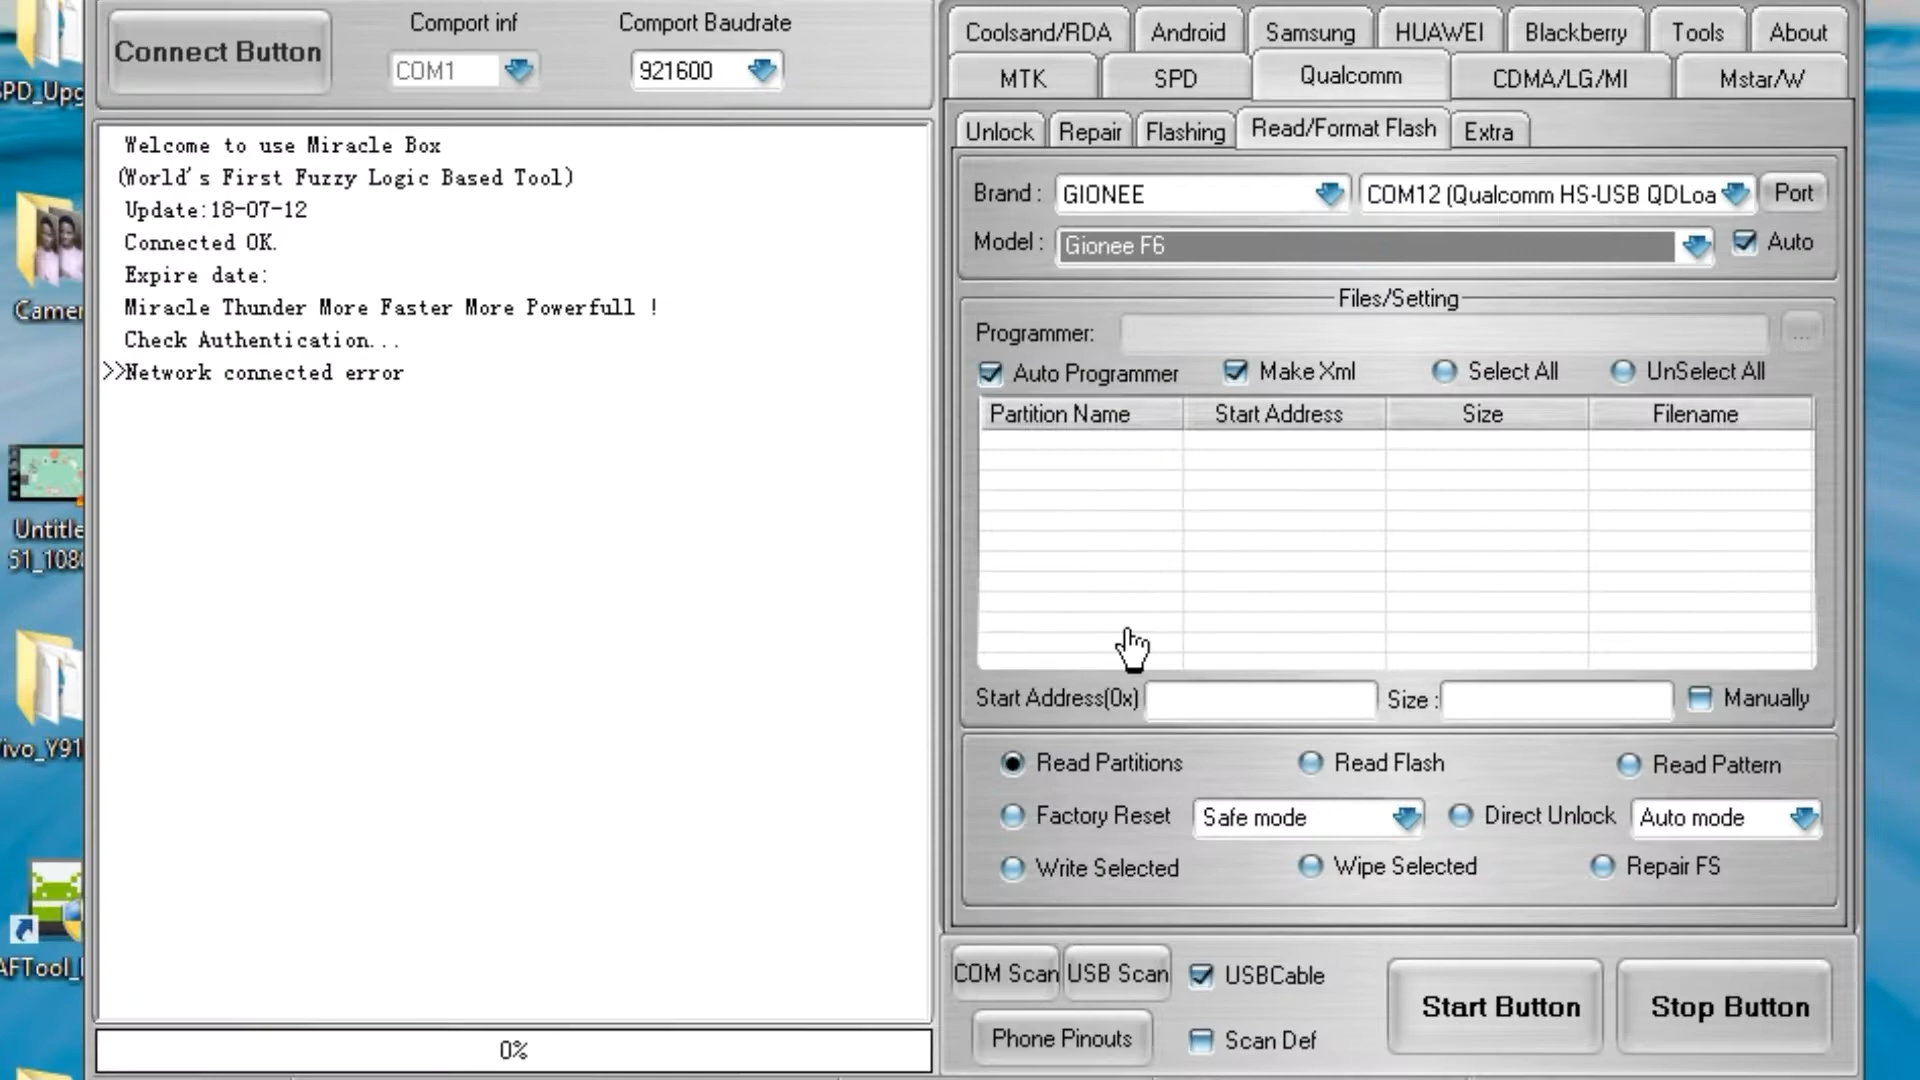 Connect Button
Comport inf
COM1
Comport Baudrate
921600
Welcome to use Miracle Box
(World's First Fuzzy Logic Based Tool)
Update:18-07-12
Connected OK.
Expire date:
Miracle Thunder More Faster More Powerfull !
Check Authentication...
>>Network connected error
0%
Coolsand/RDA
Android
Samsung
HUAWEI
Blackberry
Tools
About
MTK
SPD
Qualcomm
CDMA/LG/MI
Mstar/W
Unlock
Repair
Flashing
Read/Format Flash
Extra
Brand :
GIONEE
COM12 (Qualcomm HS-USB QDLoa
Port
Model :
Gionee F6
Auto
Files/Setting
Programmer:
...
Auto Programmer
Make Xml
Select All
UnSelect All
Partition Name
Start Address
Size
Filename
Start Address(0x)
Size :
Manually
Read Partitions
Read Flash
Read Pattern
Factory Reset
Safe mode
Direct Unlock
Auto mode
Write Selected
Wipe Selected
Repair FS
COM Scan
USB Scan
USBCable
Phone Pinouts
Scan Def
Start Button
Stop Button
PD_Upg
Camer
Untitle
51_108
ivo_Y91
AFTool_